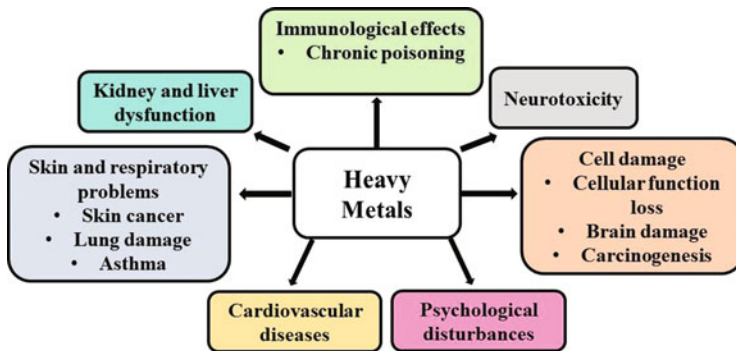 Immunological effects
• Chronic poisoning
Kidney and liver
dysfunction
Neurotoxicity
Skin and respiratory
problems
• Skin cancer
• Lung damage
• Asthma
Heavy
Metals
Cell damage
• Cellular function
loss
• Brain damage
• Carcinogenesis
Cardiovascular
diseases
Psychological
disturbances